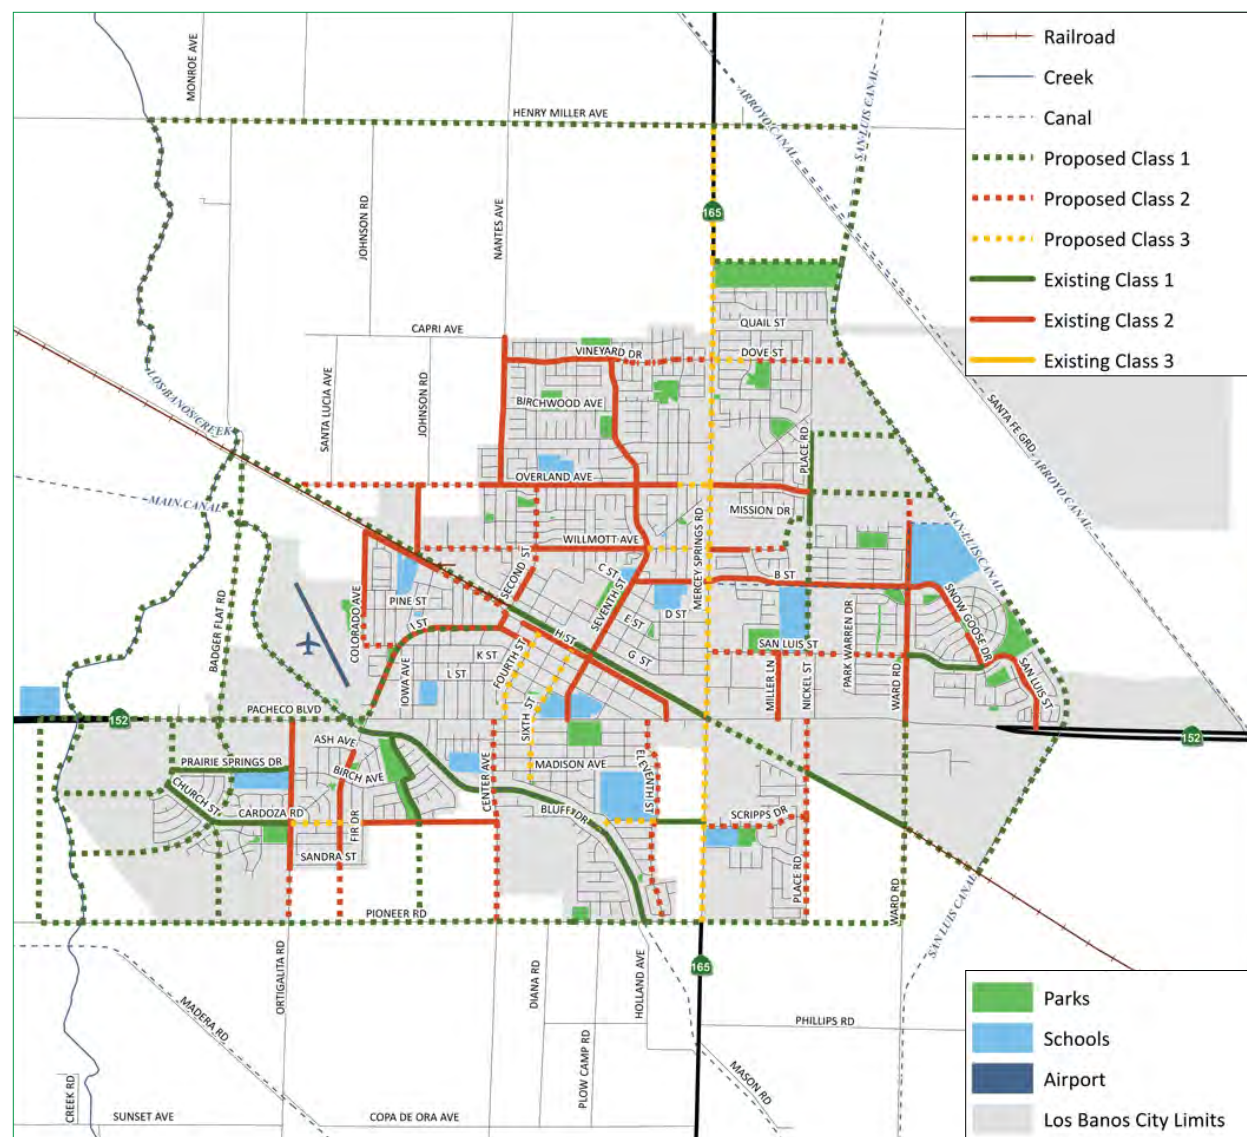 Railroad
Creek
Canal
Proposed Class 1
Proposed Class 2
Proposed Class 3
Existing Class 1
Existing Class 2
Existing Class 3
MONROE AVE
HENRY MILLER AVE
ARROYO CANAL
SAN LUIS CANAL
ARROYO CANAL
165
JOHNSON RD
NANTES AVE
CAPRI AVE
QUAIL ST
VINEYARD DR
DOVE ST
LOS BANOS CREEK
SANTA LUCIA AVE
JOHNSON RD
BIRCHWOOD AVE
PLACE RD
SANTA FE GRD
ARROYO CANAL
OVERLAND AVE
MAIN CANAL
MISSION DR
MERCEY SPRINGS RD
SAN LUIS CANAL
WILLMOTT AVE
SECOND ST
C ST
B ST
BADGER FLAT RD
COLORADO AVE
PINE ST
SEVENTH ST
E ST
D ST
SNOW GOOSE DR
I ST
H ST
G ST
SAN LUIS ST
PARK WARREN DR
K ST
FOURTH ST
L ST
IOWA AVE
MILLER LN
NICKEL ST
WARD RD
SAN LUIS ST
SIXTH ST
PACHECO BLVD
152
152
ASH AVE
PRAIRIE SPRINGS DR
BIRCH AVE
CENTER AVE
MADISON AVE
ELEVENTH ST
CHURCH ST
CARDOZA RD
FIR DR
BLUFF DR
SCRIPPS DR
SANDRA ST
PLACE RD
WARD RD
PIONEER RD
SAN LUIS CANAL
ORTIGALITA RD
DIANA RD
HOLLAND AVE
165
MADERA RD
PHILLIPS RD
PLOW CAMP RD
MASON RD
CREEK RD
SUNSET AVE
COPA DE ORA AVE
Parks
Schools
Airport
Los Banos City Limits